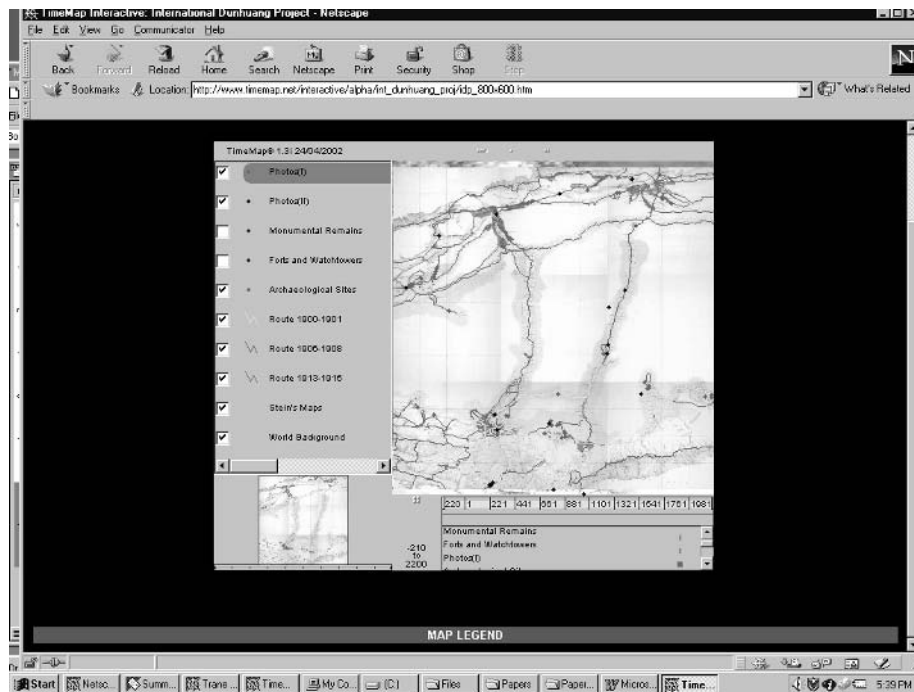 TimeMap Interactive: International Dunhuang Project - Netscape
File Edit View Go Communicator Help
Back Forward Reload Home Search Netscape Print Security Shop Stop
Bookmarks Location: http://www.timemap.net/interactive/alpha/int_dunhuang_proj/idp_800x600.htm What's Related
TimeMap® 1.3i 24/04/2002
Photos(I)
Photos(II)
Monumental Remains
Forts and Watchtowers
Archaeological Sites
Route 1900-1901
Route 1906-1908
Route 1913-1916
Stein's Maps
World Background
220 1 221 441 661 881 1101 1321 1541 1761 1981
-210
to
2200
Monumental Remains
Forts and Watchtowers
Photos(I)
MAP LEGEND
Start Netsc... Summ... Trans... Time... My Co... (C:) Files Papers Paper... Micros... Time... 5:39 PM